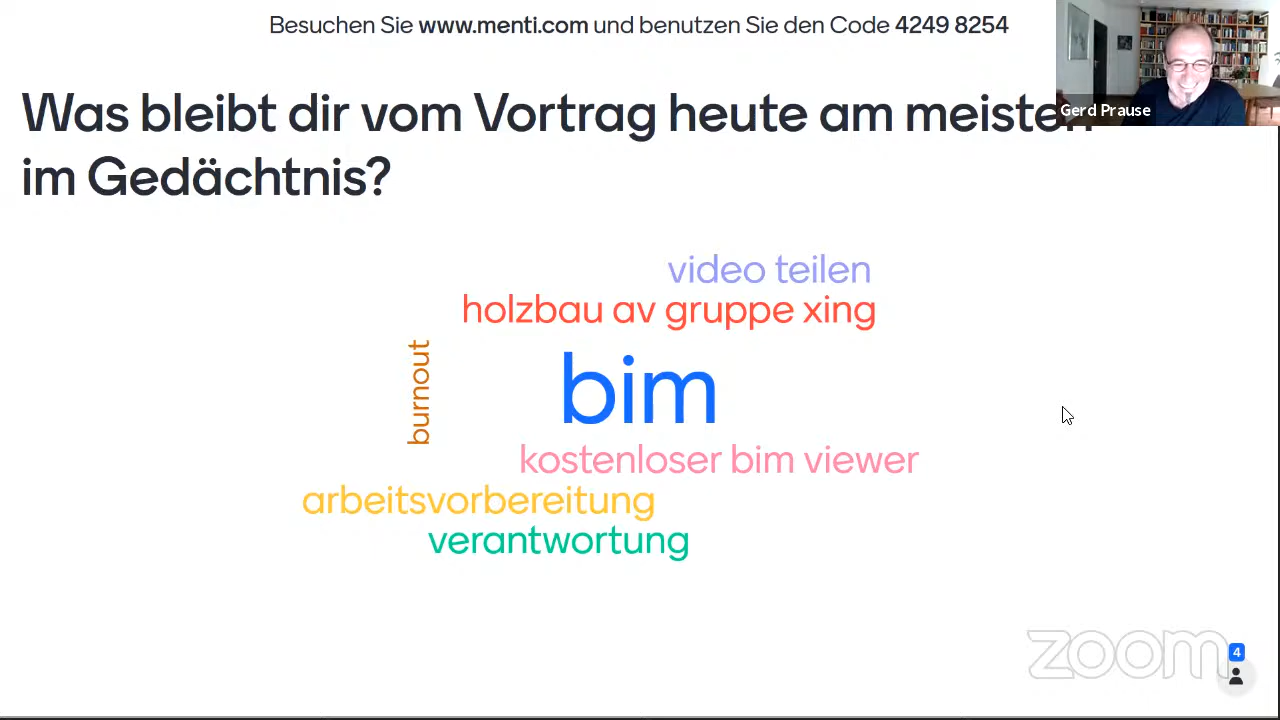 Besuchen Sie www.menti.com und benutzen Sie den Code 4249 8254
Gerd Prause
Was bleibt dir vom Vortrag heute am meisten
im Gedächtnis?
video teilen
holzbau av gruppe xing
burnout
bim
kostenloser bim viewer
arbeitsvorbereitung
verantwortung
zoom
4